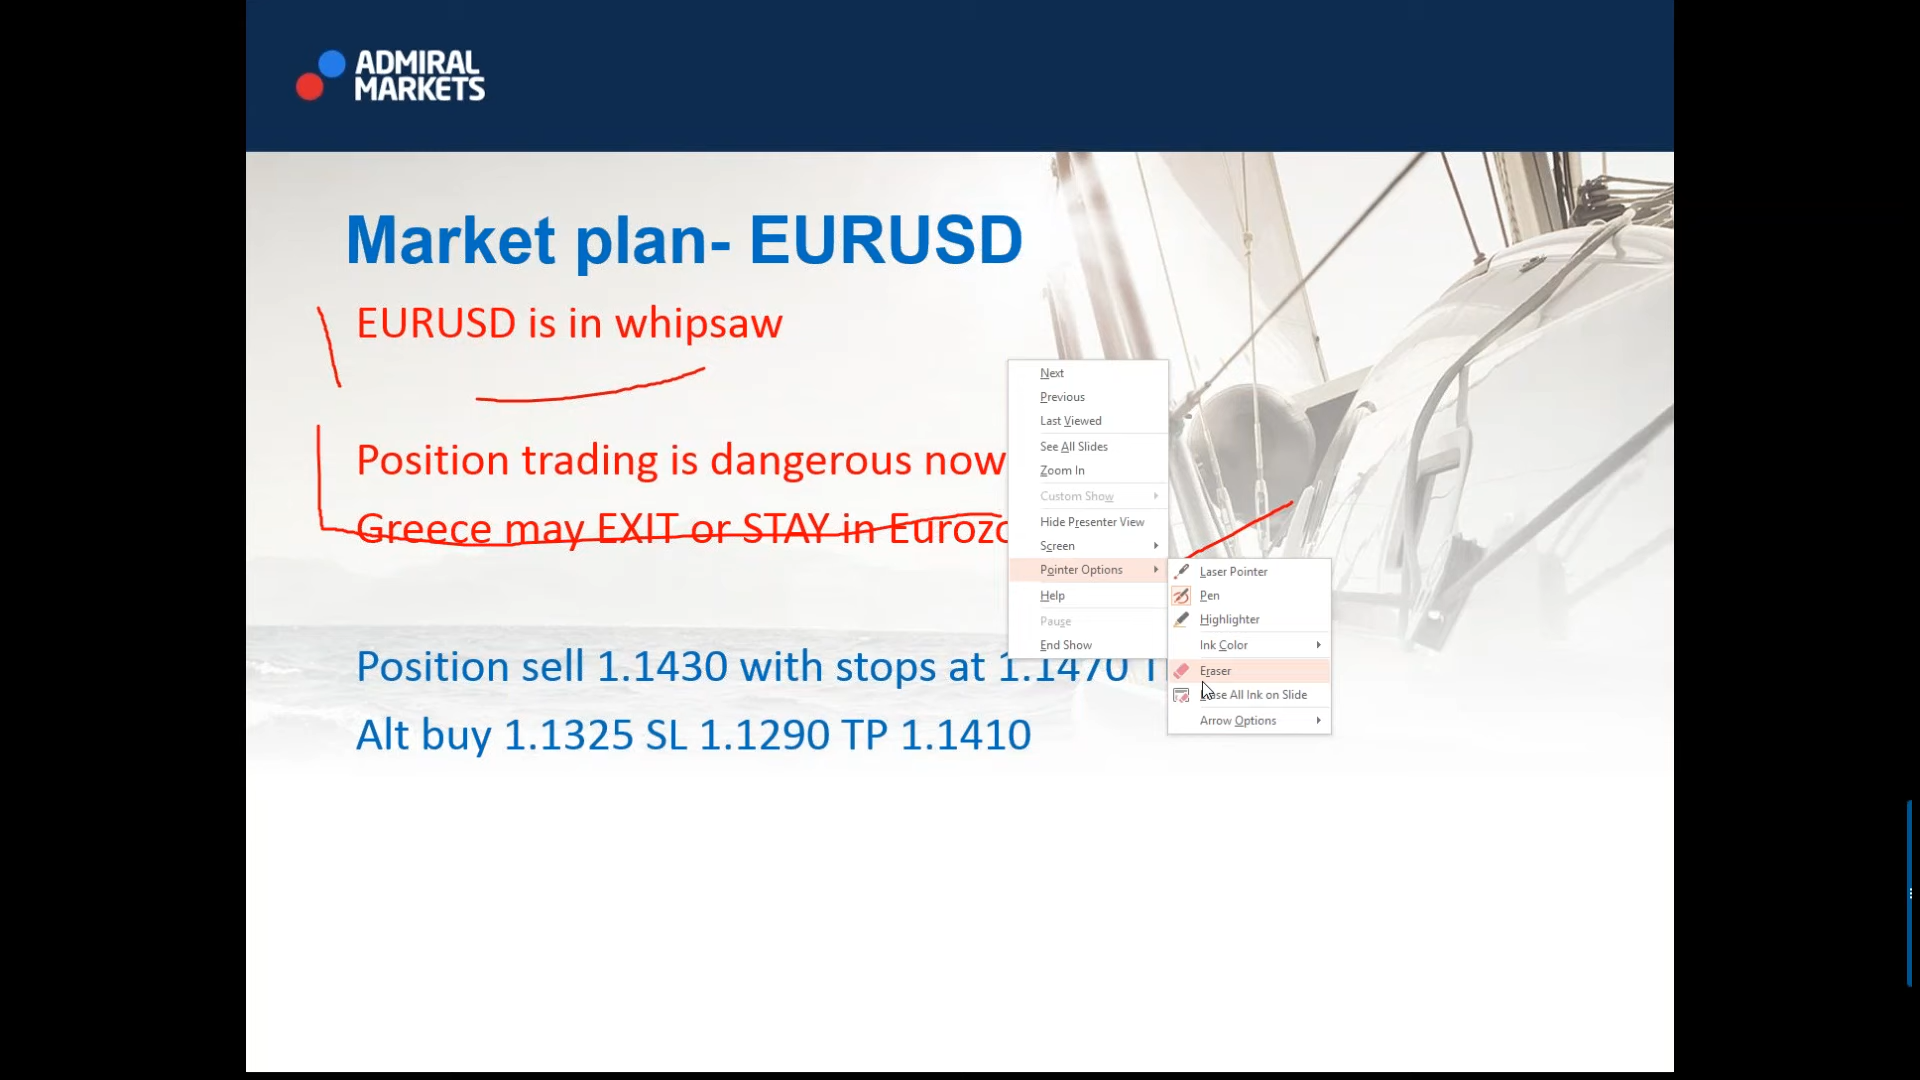 ADMIRAL
MARKETS
Market plan- EURUSD
EURUSD is in whipsaw
Position trading is dangerous now
Greece may EXIT or STAY in
Position sell 1.1430 with stops at 1.1470
Alt buy 1.1325 SL 1.1290 TP 1.1410
Next
Previous
Last Viewed
See All Slides
Zoom In
Custom Show
Hide Presenter View
Screen
Pointer Options
Help
Pause
End Show
Laser Pointer
Pen
Highlighter
Ink Color
Eraser
All Ink on Slide
Arrow Options